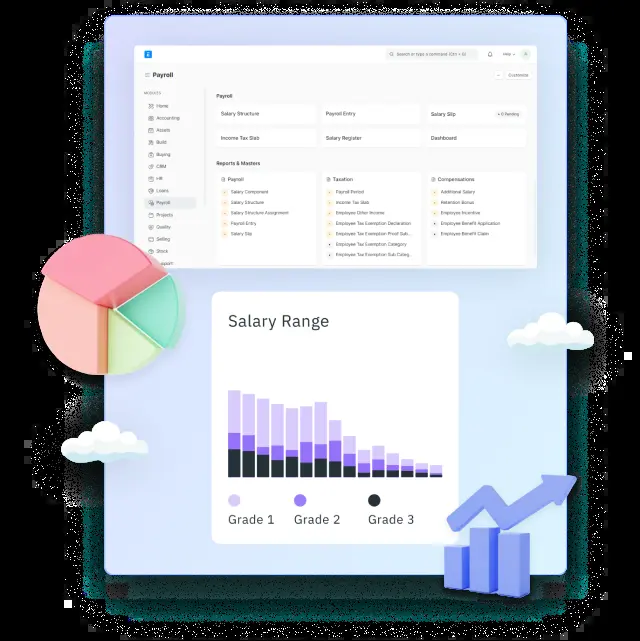 Search or type a command (Ctrl + G)
Help
A
Payroll
Customize
MODULES
Home
Accounting
Assets
Build
Buying
CRM
HR
Loans
Payroll
Projects
Quality
Selling
Stock
Support
Payroll
Salary Structure
Payroll Entry
Salary Slip
0 Pending
Income Tax Slab
Salary Register
Dashboard
Reports & Masters
Payroll
Salary Component
Salary Structure
Salary Structure Assignment
Payroll Entry
Salary Slip
Taxation
Payroll Period
Income Tax Slab
Employee Other Income
Employee Tax Exemption Declaration
Employee Tax Exemption Proof Sub...
Employee Tax Exemption Category
Employee Tax Exemption Sub Categ...
Compensations
Additional Salary
Retention Bonus
Employee Incentive
Employee Benefit Application
Employee Benefit Claim
Salary Range
Grade 1
Grade 2
Grade 3